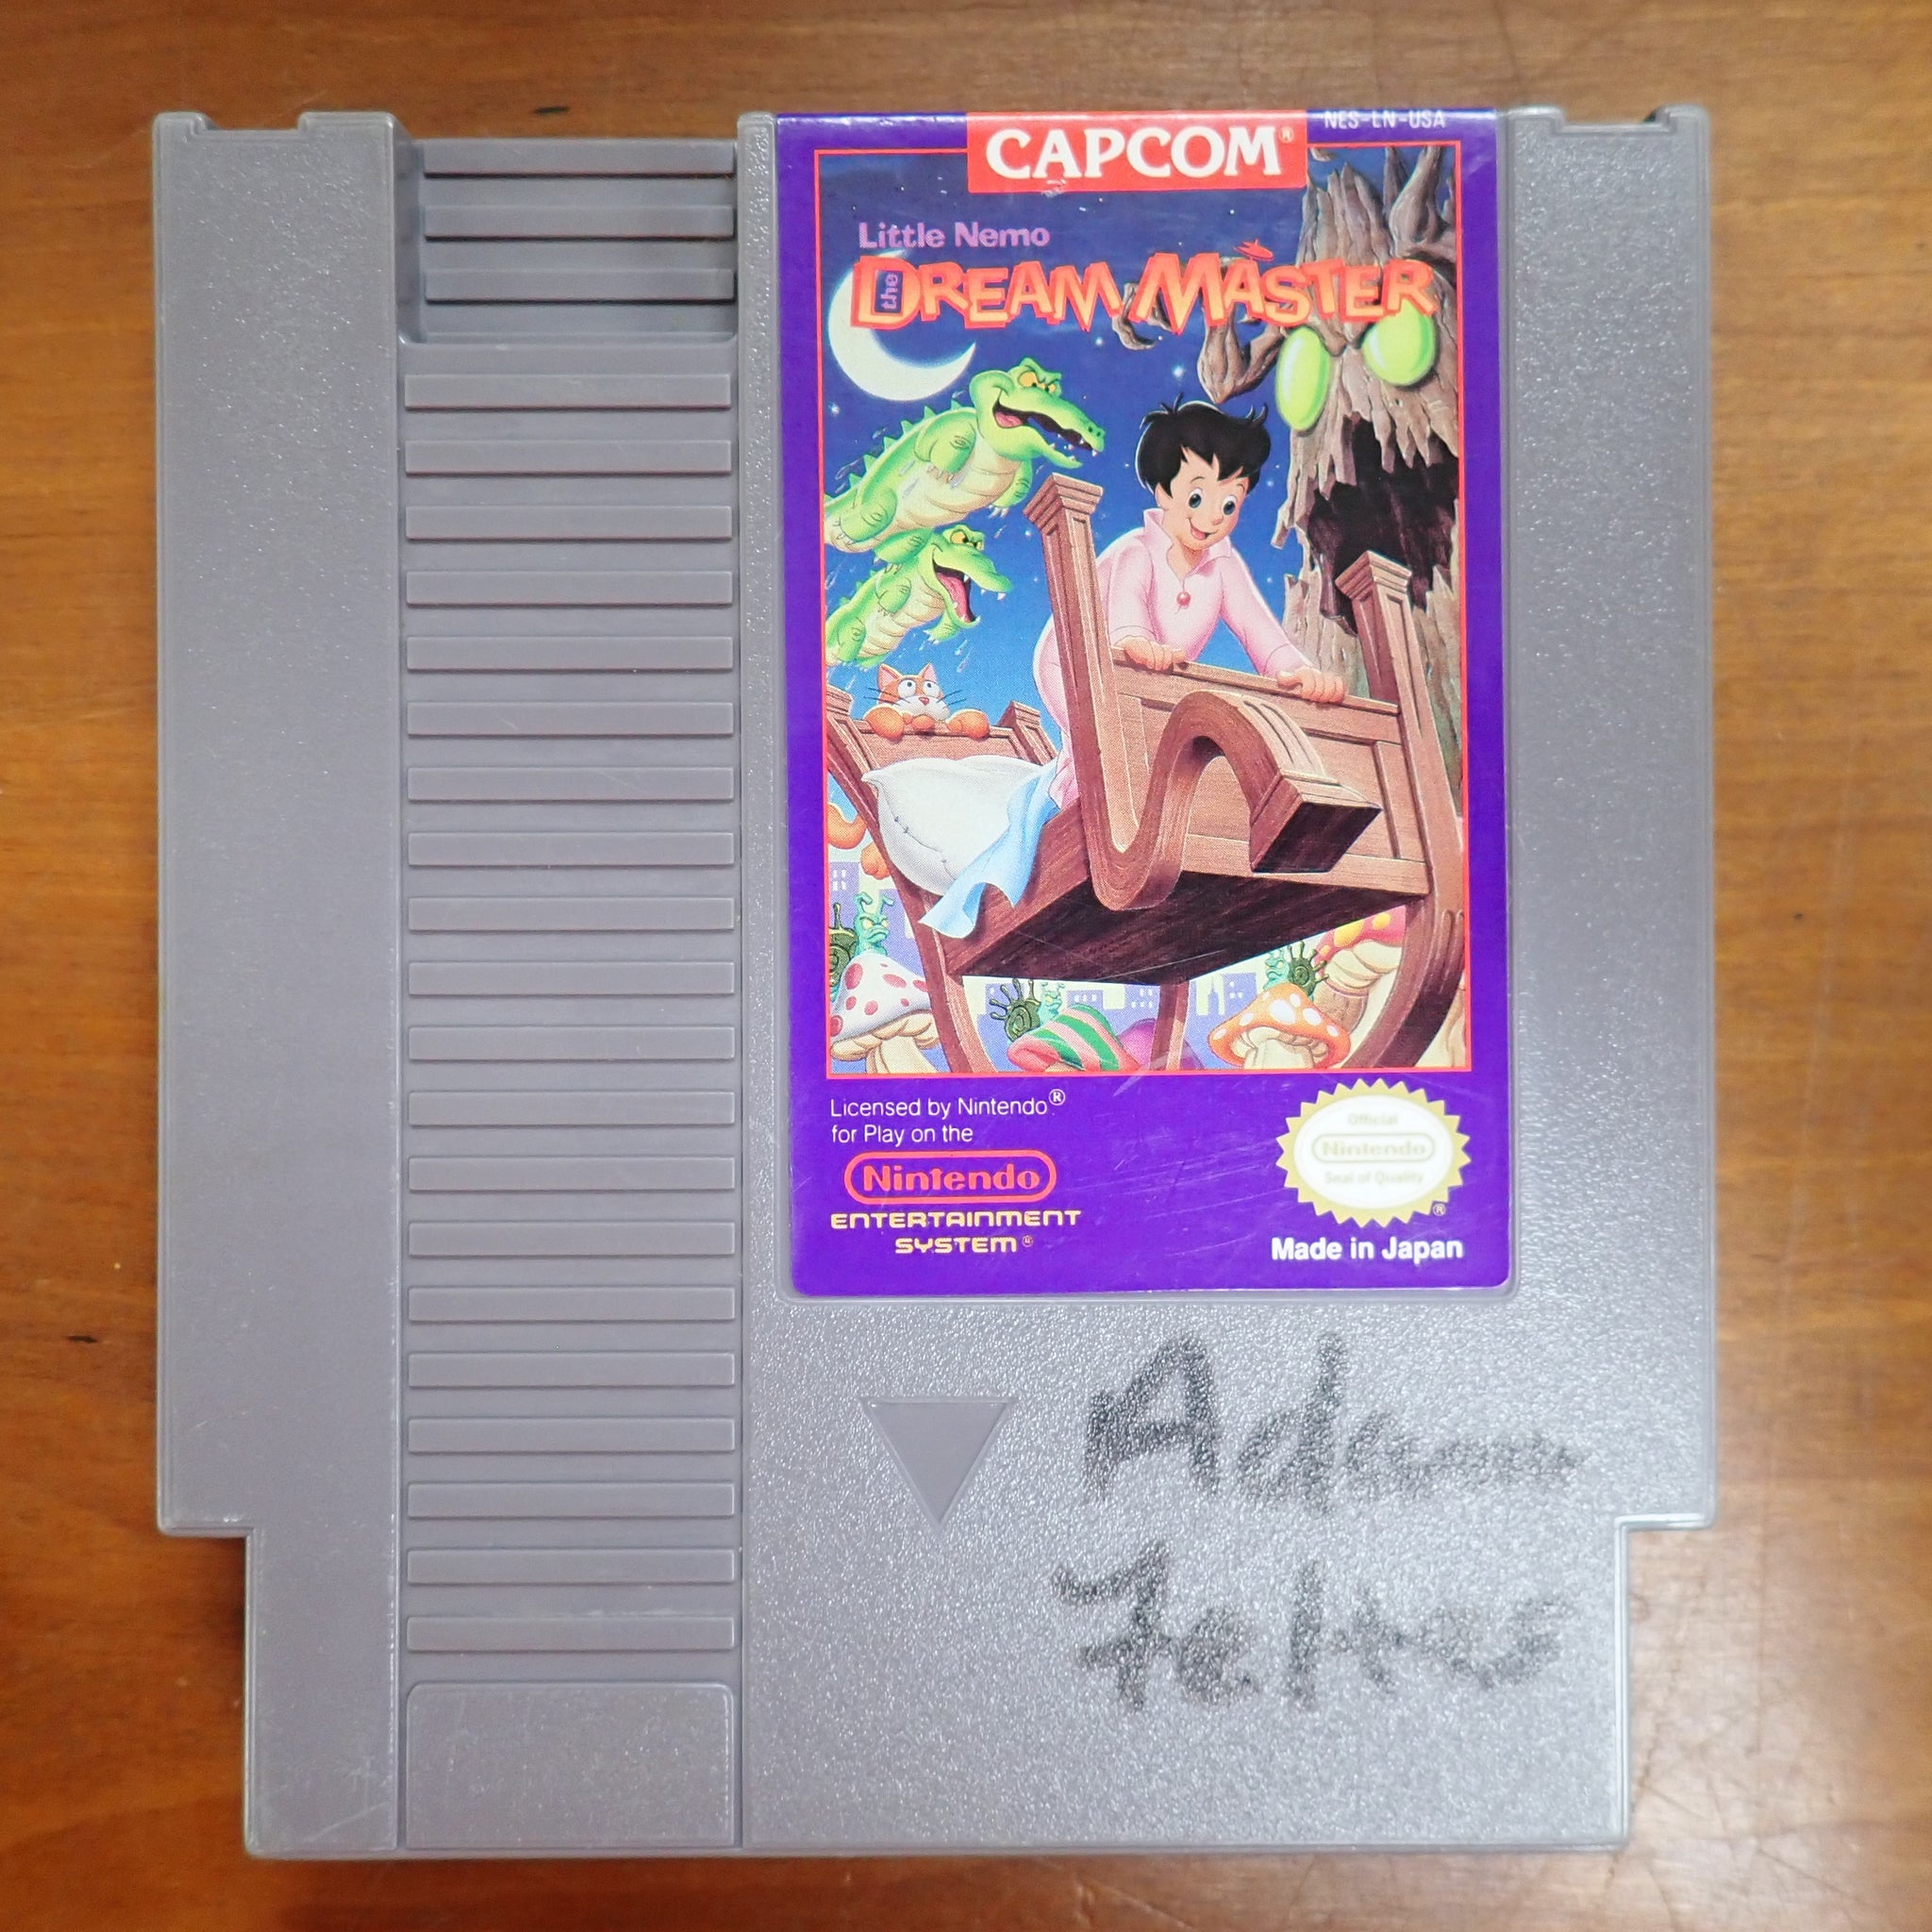 CAPCOM®
NES-LN-USA
Little Nemo
the DREAM MASTER
Licensed by Nintendo®
for Play on the
Nintendo
ENTERTAINMENT
SYSTEM®
Official
Nintendo
Seal of Quality
®
Made in Japan
Adam